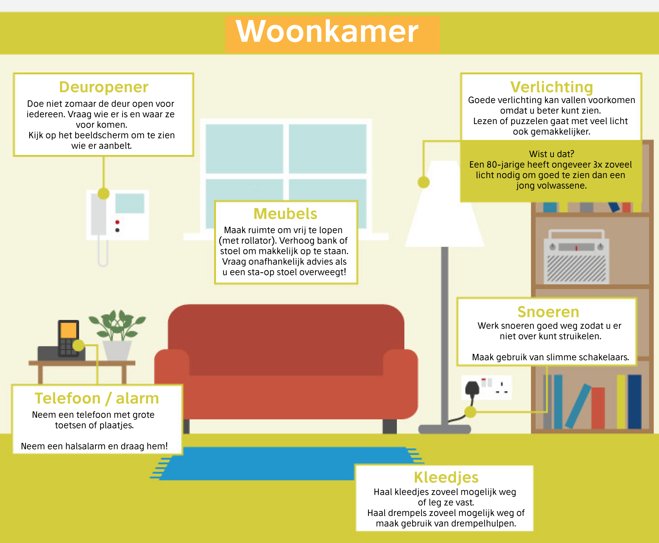 Woonkamer
Deuropener
Doe niet zomaar de deur open voor
iedereen. Vraag wie er is en waar ze
voor komen.
Kijk op het beeldscherm om te zien
wie er aanbelt.
Verlichting
Goede verlichting kan vallen voorkomen
omdat u beter kunt zien.
Lezen of puzzelen gaat met veel licht
ook gemakkelijker.
Wist u dat?
Een 80-jarige heeft ongeveer 3x zoveel
licht nodig om goed te zien dan een
jong volwassene.
Meubels
Maak ruimte om vrij te lopen
(met rollator). Verhoog bank of
stoel om makkelijk op te staan.
Vraag onafhankelijk advies als
u een sta-op stoel overweegt!
Snoeren
Werk snoeren goed weg zodat u er
niet over kunt struikelen.
Maak gebruik van slimme schakelaars.
Telefoon / alarm
Neem een telefoon met grote
toetsen of plaatjes.
Neem een halsalarm en draag hem!
Kleedjes
Haal kleedjes zoveel mogelijk weg
of leg ze vast.
Haal drempels zoveel mogelijk weg of
maak gebruik van drempelhulpen.